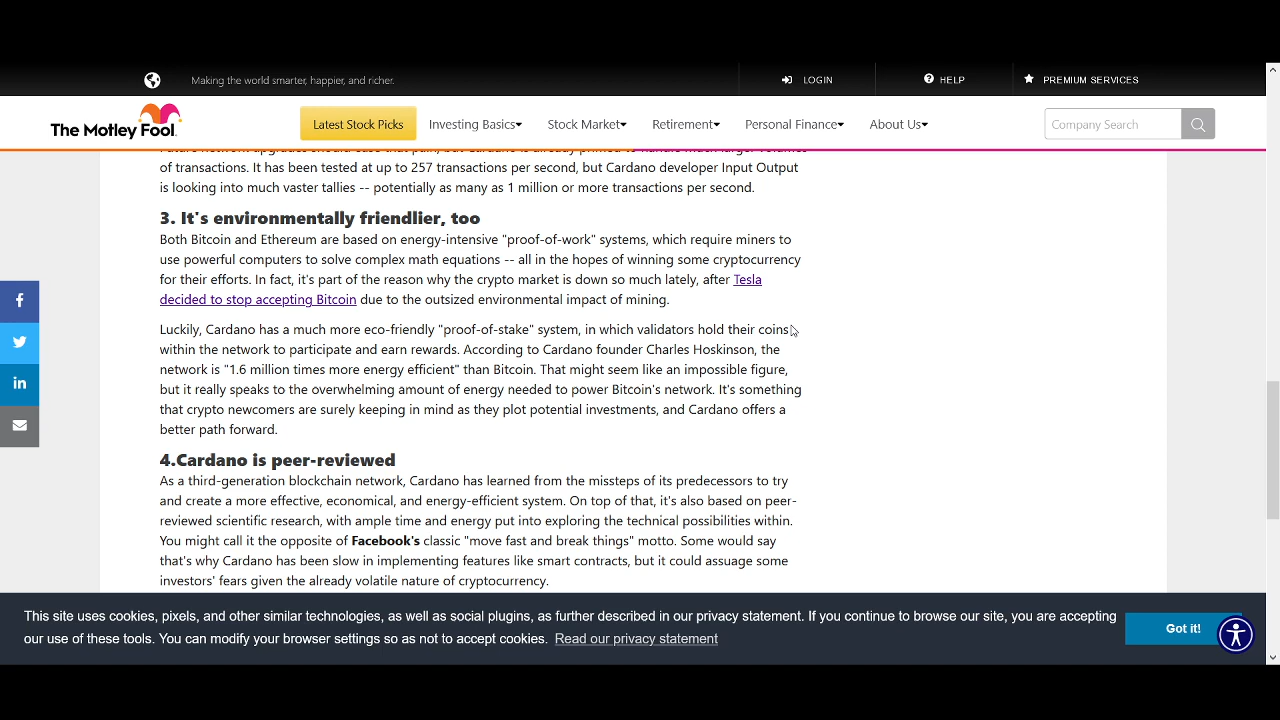 Making the world smarter, happier, and richer.
LOGIN
HELP
PREMIUM SERVICES
The Motley Fool.
Latest Stock Picks
Investing Basics
Stock Market
Retirement
Personal Finance
About Us
Company Search
of transactions. It has been tested at up to 257 transactions per second, but Cardano developer Input Output
is looking into much vaster tallies -- potentially as many as 1 million or more transactions per second.
3. It's environmentally friendlier, too
Both Bitcoin and Ethereum are based on energy-intensive "proof-of-work" systems, which require miners to
use powerful computers to solve complex math equations -- all in the hopes of winning some cryptocurrency
for their efforts. In fact, it's part of the reason why the crypto market is down so much lately, after Tesla
decided to stop accepting Bitcoin due to the outsized environmental impact of mining.
Luckily, Cardano has a much more eco-friendly "proof-of-stake" system, in which validators hold their coins
within the network to participate and earn rewards. According to Cardano founder Charles Hoskinson, the
network is "1.6 million times more energy efficient" than Bitcoin. That might seem like an impossible figure,
but it really speaks to the overwhelming amount of energy needed to power Bitcoin's network. It's something
that crypto newcomers are surely keeping in mind as they plot potential investments, and Cardano offers a
better path forward.
4.Cardano is peer-reviewed
As a third-generation blockchain network, Cardano has learned from the missteps of its predecessors to try
and create a more effective, economical, and energy-efficient system. On top of that, it's also based on peer-
reviewed scientific research, with ample time and energy put into exploring the technical possibilities within.
You might call it the opposite of Facebook's classic "move fast and break things" motto. Some would say
that's why Cardano has been slow in implementing features like smart contracts, but it could assuage some
investors' fears given the already volatile nature of cryptocurrency.
This site uses cookies, pixels, and other similar technologies, as well as social plugins, as further described in our privacy statement. If you continue to browse our site, you are accepting
our use of these tools. You can modify your browser settings so as not to accept cookies. Read our privacy statement
Got it!